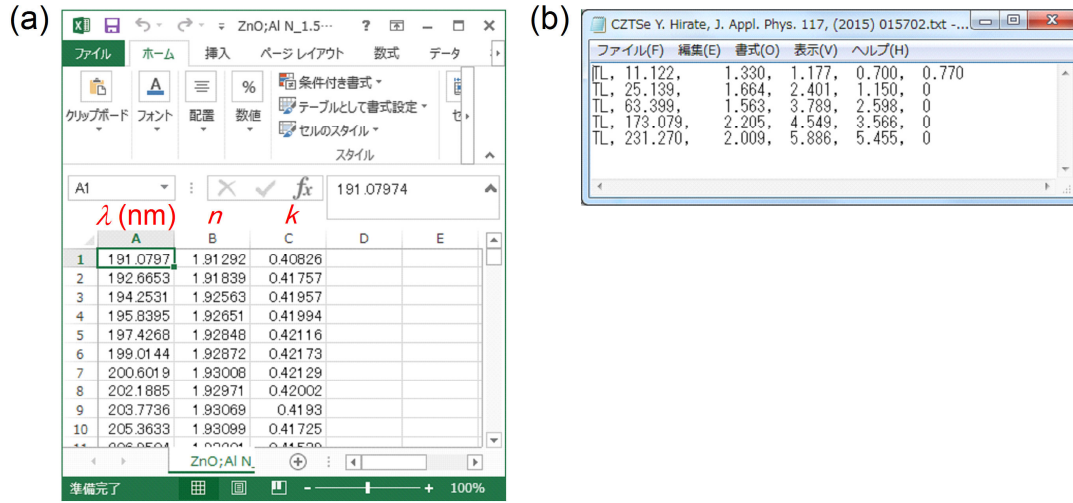 (a)
ZnO;Al N_1.5… ? ×
ファイル ホーム 挿入 ページ レイアウト 数式 データ
クリップボード フォント 配置 数値 条件付き書式
テーブルとして書式設定
セルのスタイル
スタイル
セ
A1 fx 191.07974
λ (nm) n k
A B C D E
1 191.0797 1.91292 0.40826
2 192.6653 1.91839 0.41757
3 194.2531 1.92563 0.41957
4 195.8395 1.92651 0.41994
5 197.4268 1.92848 0.42116
6 199.0144 1.92872 0.42173
7 200.6019 1.93008 0.42129
8 202.1885 1.92971 0.42002
9 203.7736 1.93069 0.4193
10 205.3633 1.93099 0.41725
ZnO;Al N_
準備完了 100%
(b)
CZTSe Y. Hirate, J. Appl. Phys. 117, (2015) 015702.txt -...
ファイル(F) 編集(E) 書式(O) 表示(V) ヘルプ(H)
TL, 11.122, 1.330, 1.177, 0.700, 0.770
TL, 25.139, 1.664, 2.401, 1.150, 0
TL, 63.399, 1.563, 3.789, 2.598, 0
TL, 173.079, 2.205, 4.549, 3.566, 0
TL, 231.270, 2.009, 5.886, 5.455, 0